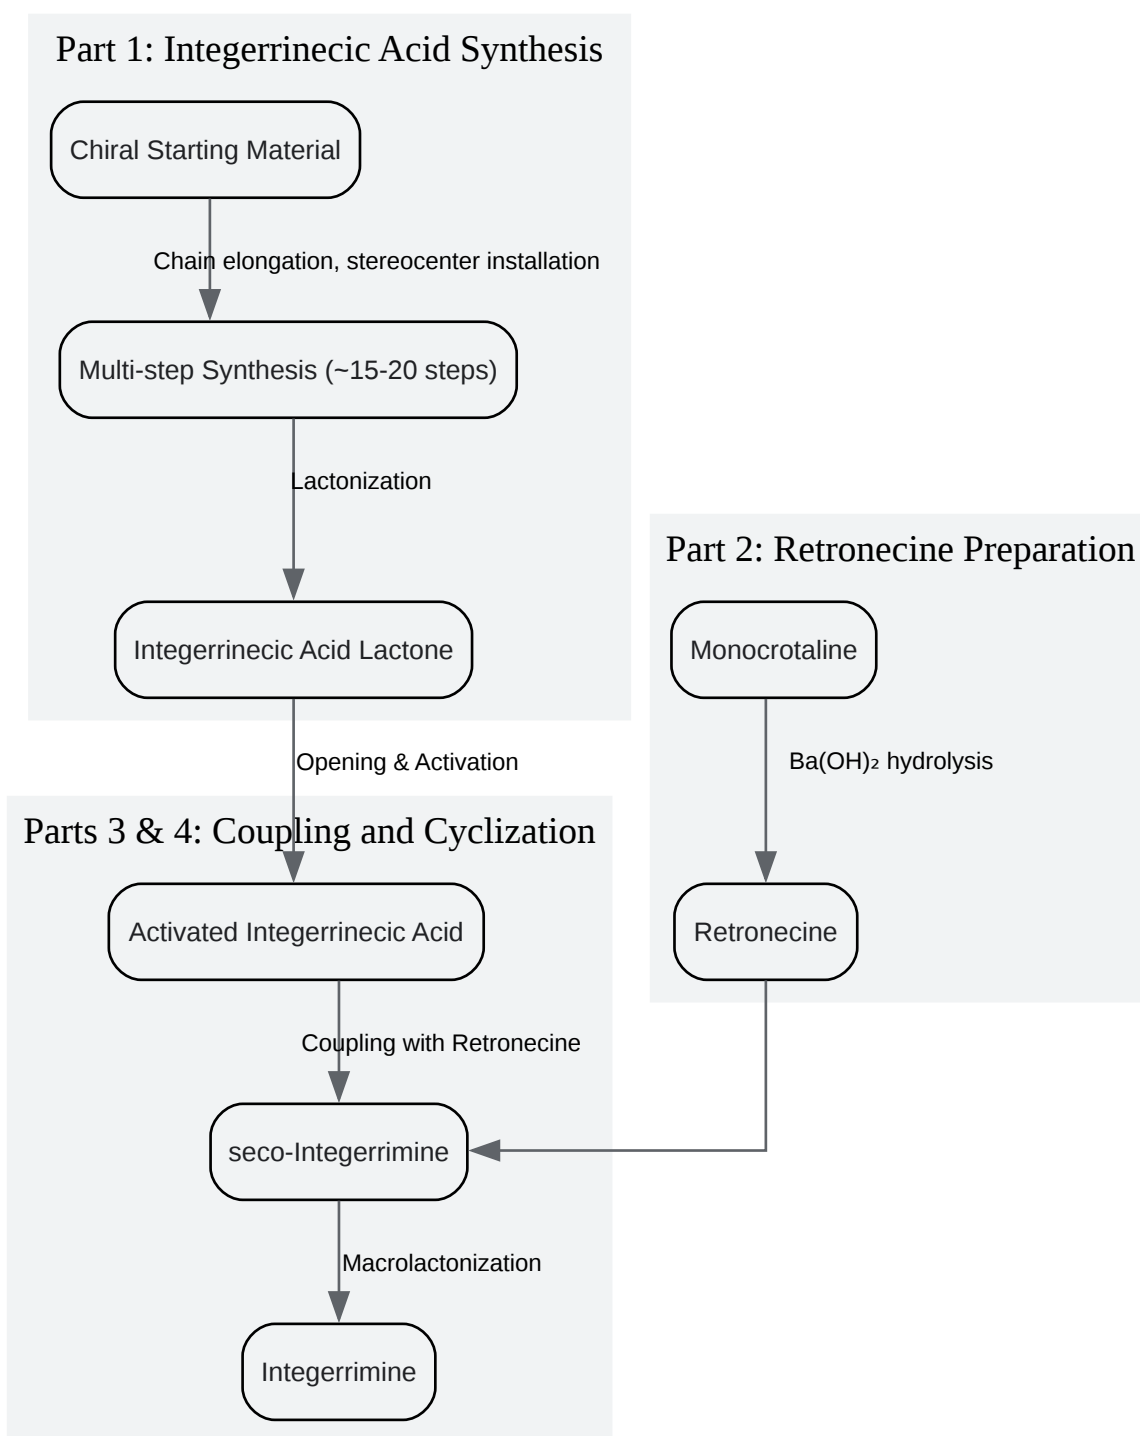 Part 1: Integerrinecic Acid Synthesis
Chiral Starting Material
Chain elongation, stereocenter installation
Multi-step Synthesis (~15-20 steps)
Lactonization
Integerrinecic Acid Lactone
Opening & Activation
Part 2: Retronecine Preparation
Monocrotaline
Ba(OH)₂ hydrolysis
Retronecine
Parts 3 & 4: Coupling and Cyclization
Activated Integerrinecic Acid
Coupling with Retronecine
seco-Integerrimine
Macrolactonization
Integerrimine